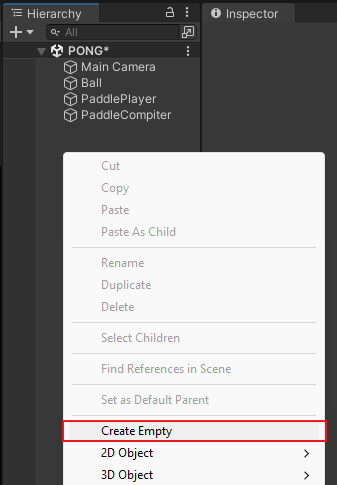 Hierarchy
Inspector
All
PONG*
Main Camera
Ball
PaddlePlayer
PaddleCompiter
Cut
Copy
Paste
Paste As Child
Rename
Duplicate
Delete
Select Children
Find References in Scene
Set as Default Parent
Create Empty
2D Object
3D Object